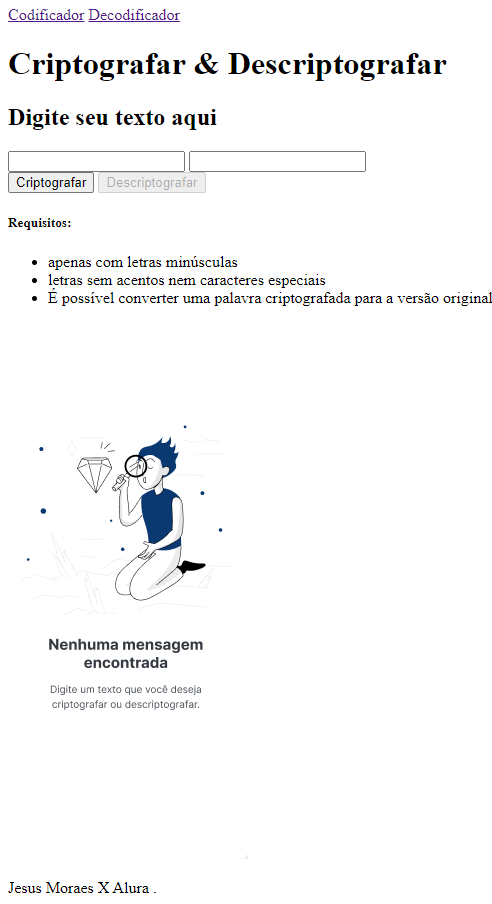 Codificador Decodificador
Criptografar & Descriptografar
Digite seu texto aqui
Criptografar Descriptografar
Requisitos:
apenas com letras minúsculas
letras sem acentos nem caracteres especiais
É possível converter uma palavra criptografada para a versão original
Nenhuma mensagem
encontrada
Digite um texto que você deseja
criptografar ou descriptografar.
Jesus Moraes X Alura .